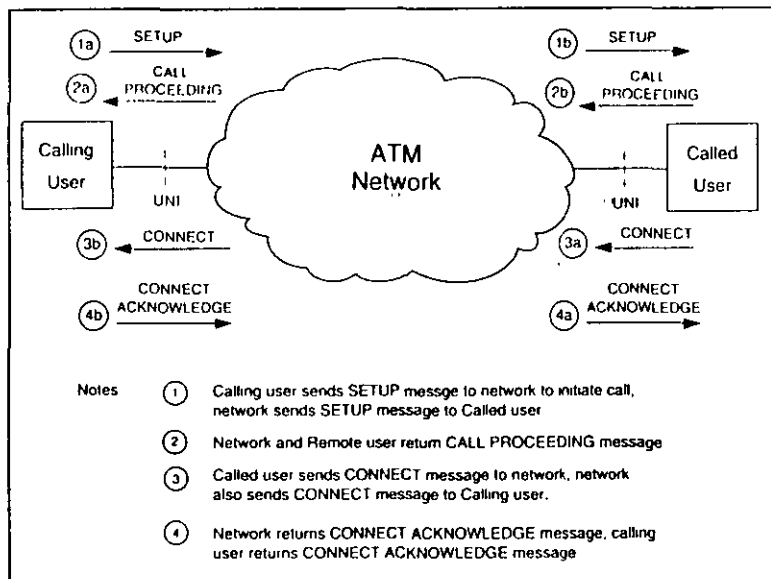 1a SETUP
1b SETUP
2a CALL
PROCEEDING
2b CALL
PROCEEDING
Calling
User
UNI
ATM
Network
UNI
Called
User
3b CONNECT
3a CONNECT
4b CONNECT
ACKNOWLEDGE
4a CONNECT
ACKNOWLEDGE
Notes
1 Calling user sends SETUP messge to network to initiate call,
network sends SETUP message to Called user
2 Network and Remote user return CALL PROCEEDING message
3 Called user sends CONNECT message to network, network
also sends CONNECT message to Calling user.
4 Network returns CONNECT ACKNOWLEDGE message, calling
user returns CONNECT ACKNOWLEDGE message